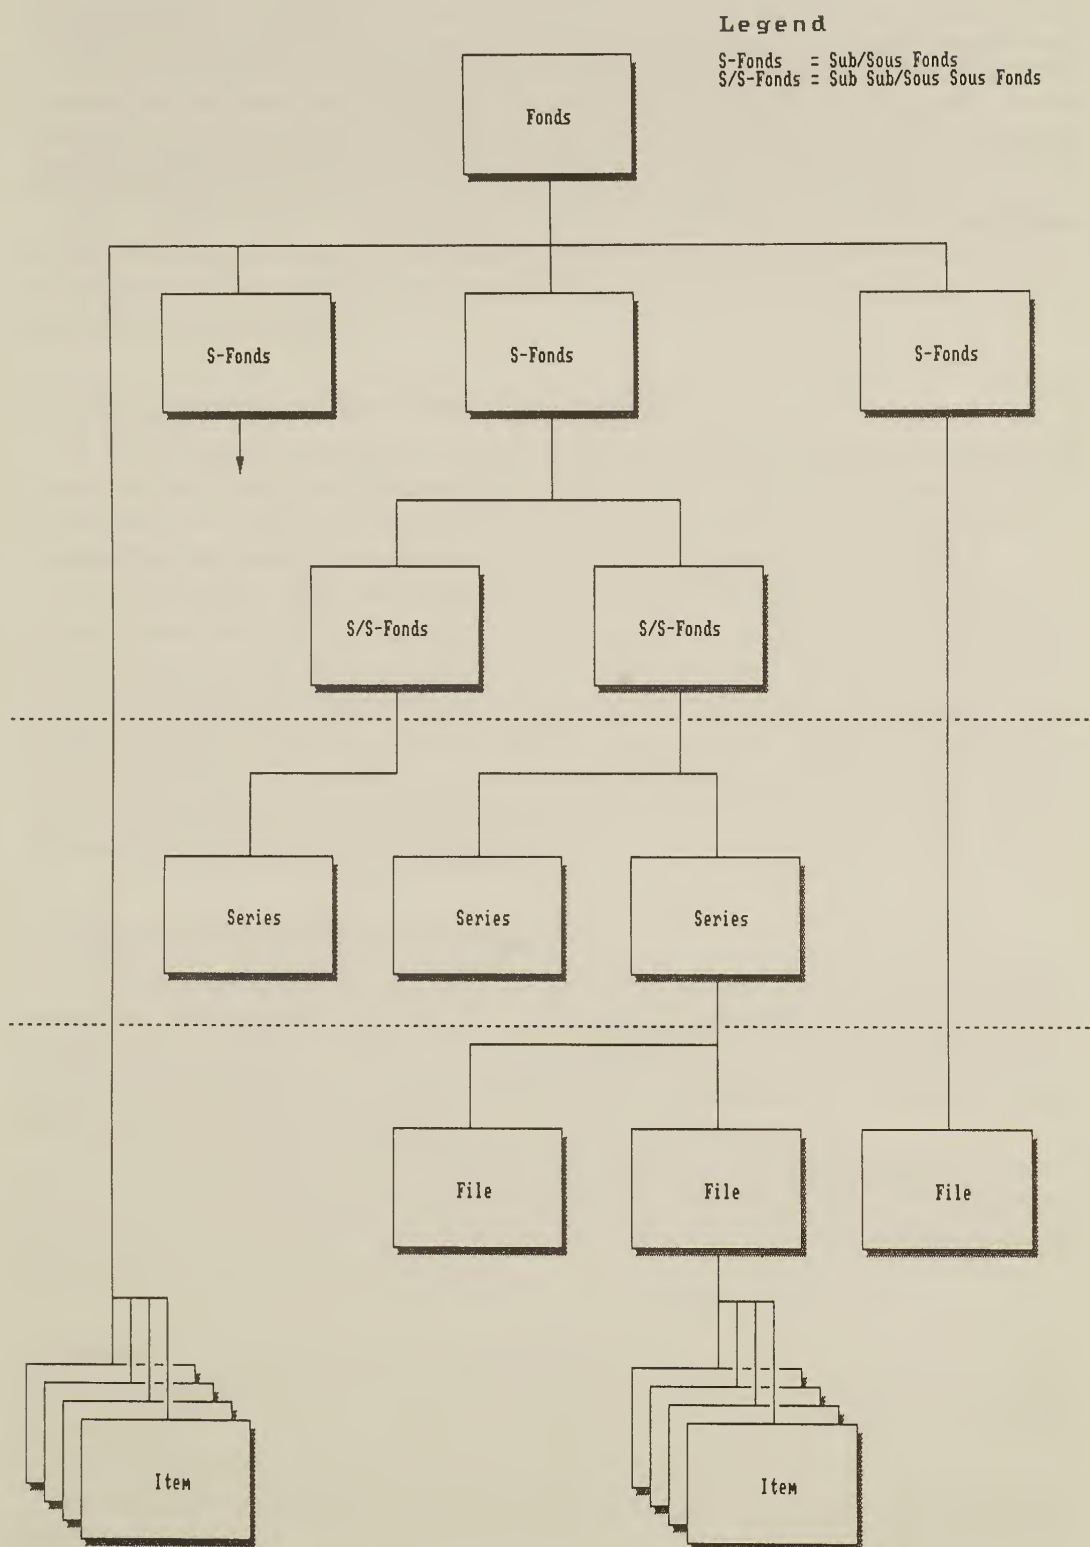 Legend
S-Fonds = Sub/Sous Fonds
S/S-Fonds = Sub Sub/Sous Sous Fonds
Fonds
S-Fonds
S-Fonds
S-Fonds
S/S-Fonds
S/S-Fonds
Series
Series
Series
File
File
File
Item
Item